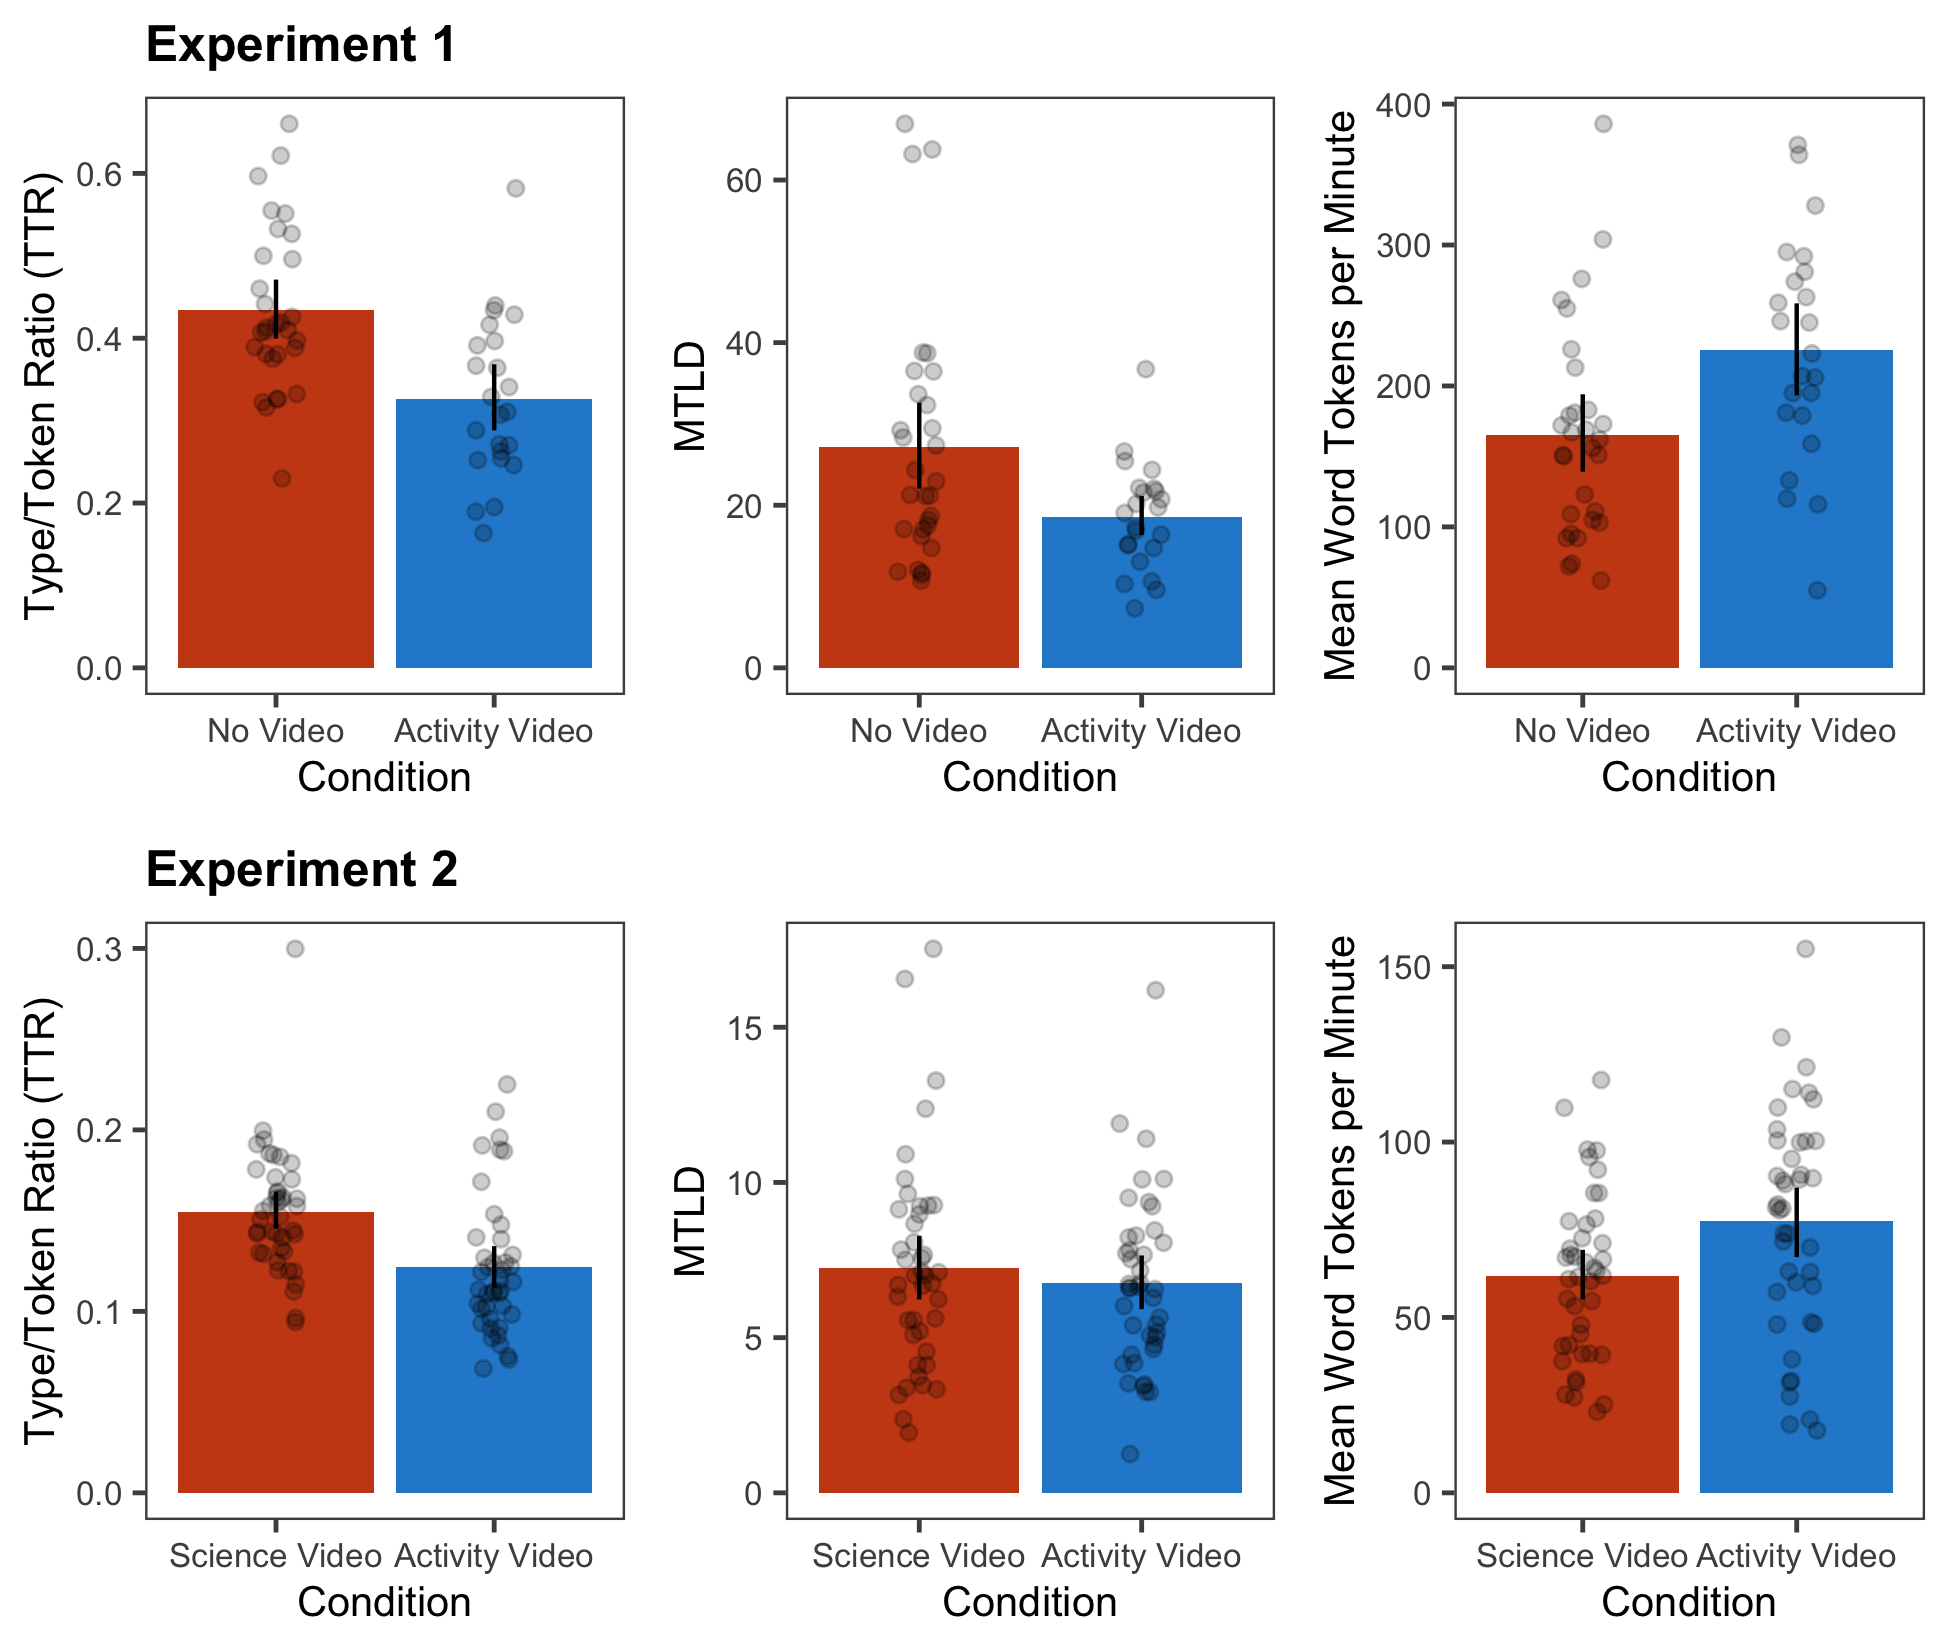 Experiment 1
Type/Token Ratio (TTR)
0.6
0.4
0.2
0.0
No Video Activity Video
Condition
MTLD
60
40
20
0
No Video Activity Video
Condition
Mean Word Tokens per Minute
400
300
200
100
0
No Video Activity Video
Condition
Experiment 2
Type/Token Ratio (TTR)
0.3
0.2
0.1
0.0
Science Video Activity Video
Condition
MTLD
15
10
5
0
Science Video Activity Video
Condition
Mean Word Tokens per Minute
150
100
50
0
Science Video Activity Video
Condition